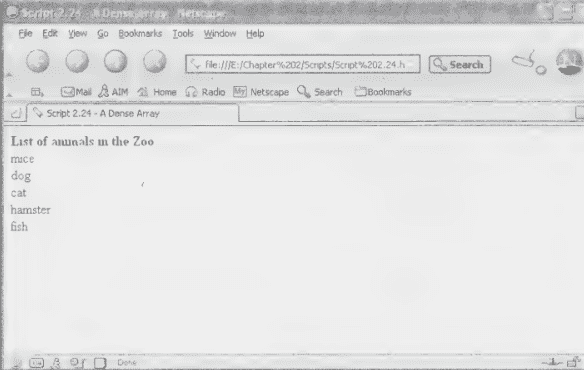 Script 2.24 - A Dense Array - Netscape
File Edit View Go Bookmarks Tools Window Help
file:///E:/Chapter%202/Scripts/Script%202.24.h Search
Mail AIM Home My Netscape Radio Search Bookmarks
Script 2.24 - A Dense Array
List of animals in the Zoo
mice
dog
cat
hamster
fish
Done